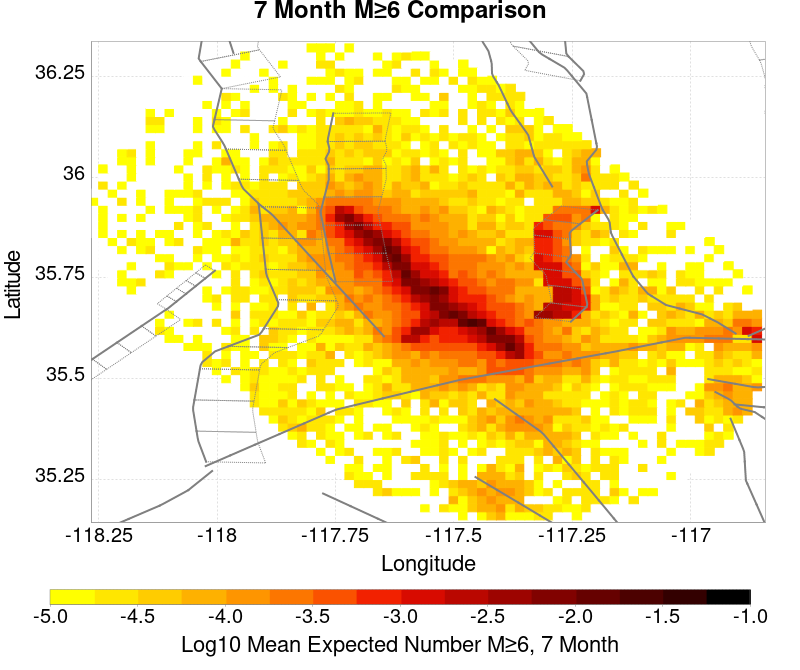 7 Month M≥6 Comparison
36.25
36
35.75
35.5
35.25
Latitude
-118.25 -118 -117.75 -117.5 -117.25 -117
Longitude
-5.0 -4.5 -4.0 -3.5 -3.0 -2.5 -2.0 -1.5 -1.0
Log10 Mean Expected Number M≥6, 7 Month